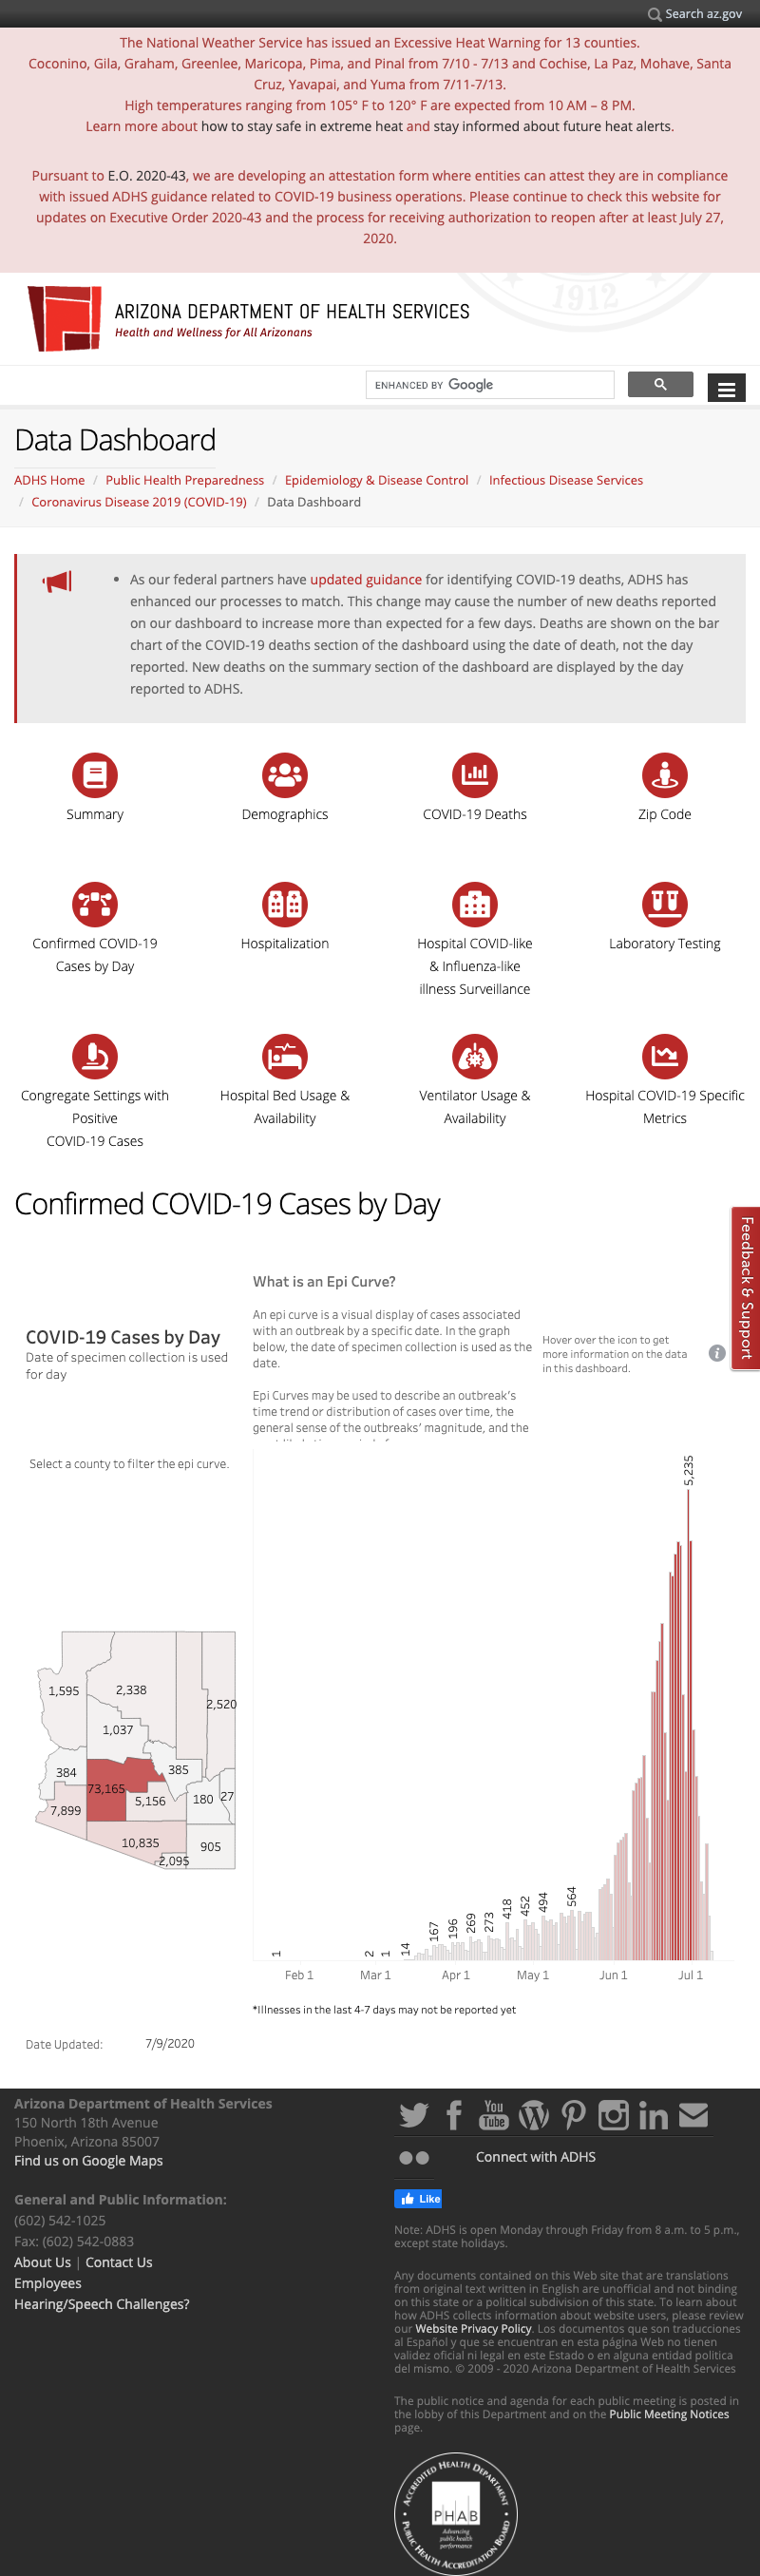 Search az.gov
The National Weather Service has issued an Excessive Heat Warning for 13 counties.
Coconino, Gila, Graham, Greenlee, Maricopa, Pima, and Pinal from 7/10 - 7/13 and Cochise, La Paz, Mohave, Santa
Cruz, Yavapai, and Yuma from 7/11-7/13.
High temperatures ranging from 105° F to 120° F are expected from 10 AM – 8 PM.
Learn more about how to stay safe in extreme heat and stay informed about future heat alerts.
Pursuant to E.O. 2020-43, we are developing an attestation form where entities can attest they are in compliance
with issued ADHS guidance related to COVID-19 business operations. Please continue to check this website for
updates on Executive Order 2020-43 and the process for receiving authorization to reopen after at least July 27,
2020.
1912
ARIZONA DEPARTMENT OF HEALTH SERVICES
Health and Wellness for All Arizonans
ENHANCED BY Google
Data Dashboard
ADHS Home / Public Health Preparedness / Epidemiology & Disease Control / Infectious Disease Services
/ Coronavirus Disease 2019 (COVID-19) / Data Dashboard
• As our federal partners have updated guidance for identifying COVID-19 deaths, ADHS has
enhanced our processes to match. This change may cause the number of new deaths reported
on our dashboard to increase more than expected for a few days. Deaths are shown on the bar
chart of the COVID-19 deaths section of the dashboard using the date of death, not the day
reported. New deaths on the summary section of the dashboard are displayed by the day
reported to ADHS.
Summary
Demographics
COVID-19 Deaths
Zip Code
Confirmed COVID-19
Cases by Day
Hospitalization
Hospital COVID-like
& Influenza-like
illness Surveillance
Laboratory Testing
Congregate Settings with
Positive
COVID-19 Cases
Hospital Bed Usage &
Availability
Ventilator Usage &
Availability
Hospital COVID-19 Specific
Metrics
Confirmed COVID-19 Cases by Day
Feedback & Support
COVID-19 Cases by Day
Date of specimen collection is used
for day
What is an Epi Curve?
An epi curve is a visual display of cases associated
with an outbreak by a specific date. In the graph
below, the date of specimen collection is used as the
date.
Epi Curves may be used to describe an outbreak's
time trend or distribution of cases over time, the
general sense of the outbreaks' magnitude, and the
Hover over the icon to get
more information on the data
in this dashboard.
i
Select a county to filter the epi curve.
1,595
2,338
2,520
1,037
384
385
73,165
5,156
180
27
7,899
10,835
905
2,095
1
2
1
14
167
196
269
273
418
452
494
564
5,235
Feb 1
Mar 1
Apr 1
May 1
Jun 1
Jul 1
*Illnesses in the last 4-7 days may not be reported yet
Date Updated: 7/9/2020
Arizona Department of Health Services
150 North 18th Avenue
Phoenix, Arizona 85007
Find us on Google Maps
General and Public Information:
(602) 542-1025
Fax: (602) 542-0883
About Us | Contact Us
Employees
Hearing/Speech Challenges?
You
Tube
Connect with ADHS
Like
Note: ADHS is open Monday through Friday from 8 a.m. to 5 p.m.,
except state holidays.
Any documents contained on this Web site that are translations
from original text written in English are unofficial and not binding
on this state or a political subdivision of this state. To learn about
how ADHS collects information about website users, please review
our Website Privacy Policy. Los documentos que son traducciones
al Español y que se encuentran en esta página Web no tienen
validez oficial ni legal en este Estado o en alguna entidad politica
del mismo. © 2009 - 2020 Arizona Department of Health Services
The public notice and agenda for each public meeting is posted in
the lobby of this Department and on the Public Meeting Notices
page.
ACCREDITED HEALTH DEPARTMENT
PHAB
Advancing
public health
performance
PUBLIC HEALTH ACCREDITATION BOARD